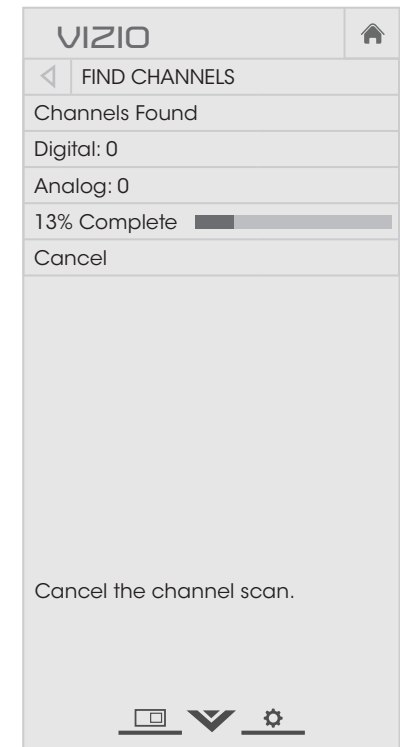 VIZIO
FIND CHANNELS
Channels Found
Digital: 0
Analog: 0
13% Complete
Cancel
Cancel the channel scan.